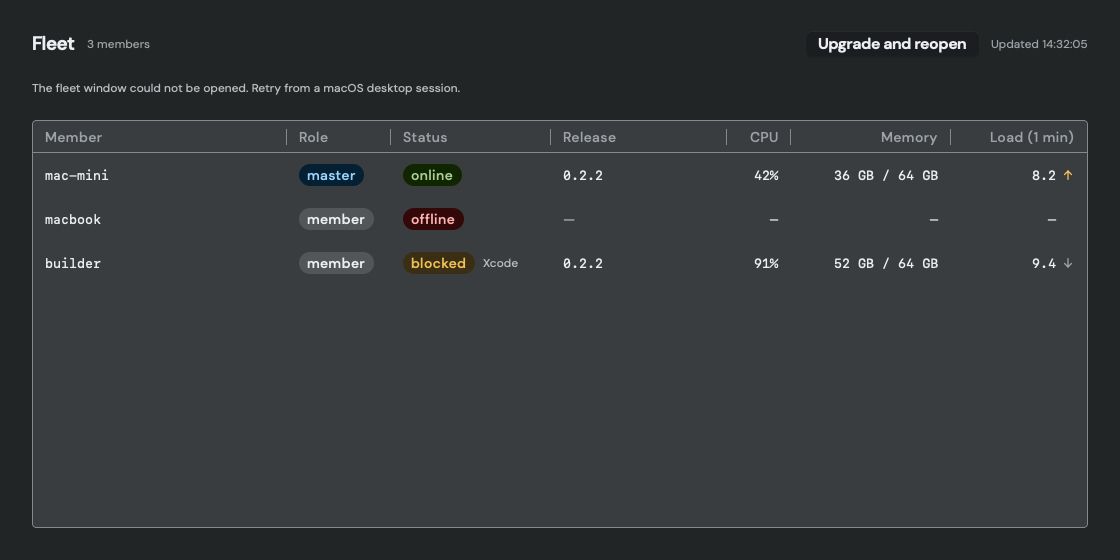 Fleet 3 members Upgrade and reopen Updated 14:32:05
The fleet window could not be opened. Retry from a macOS desktop session.
Member Role Status Release CPU Memory Load (1 min)
mac-mini master online 0.2.2 42% 36 GB / 64 GB 8.2 ↑
macbook member offline — — — —
builder member blocked Xcode 0.2.2 91% 52 GB / 64 GB 9.4 ↓